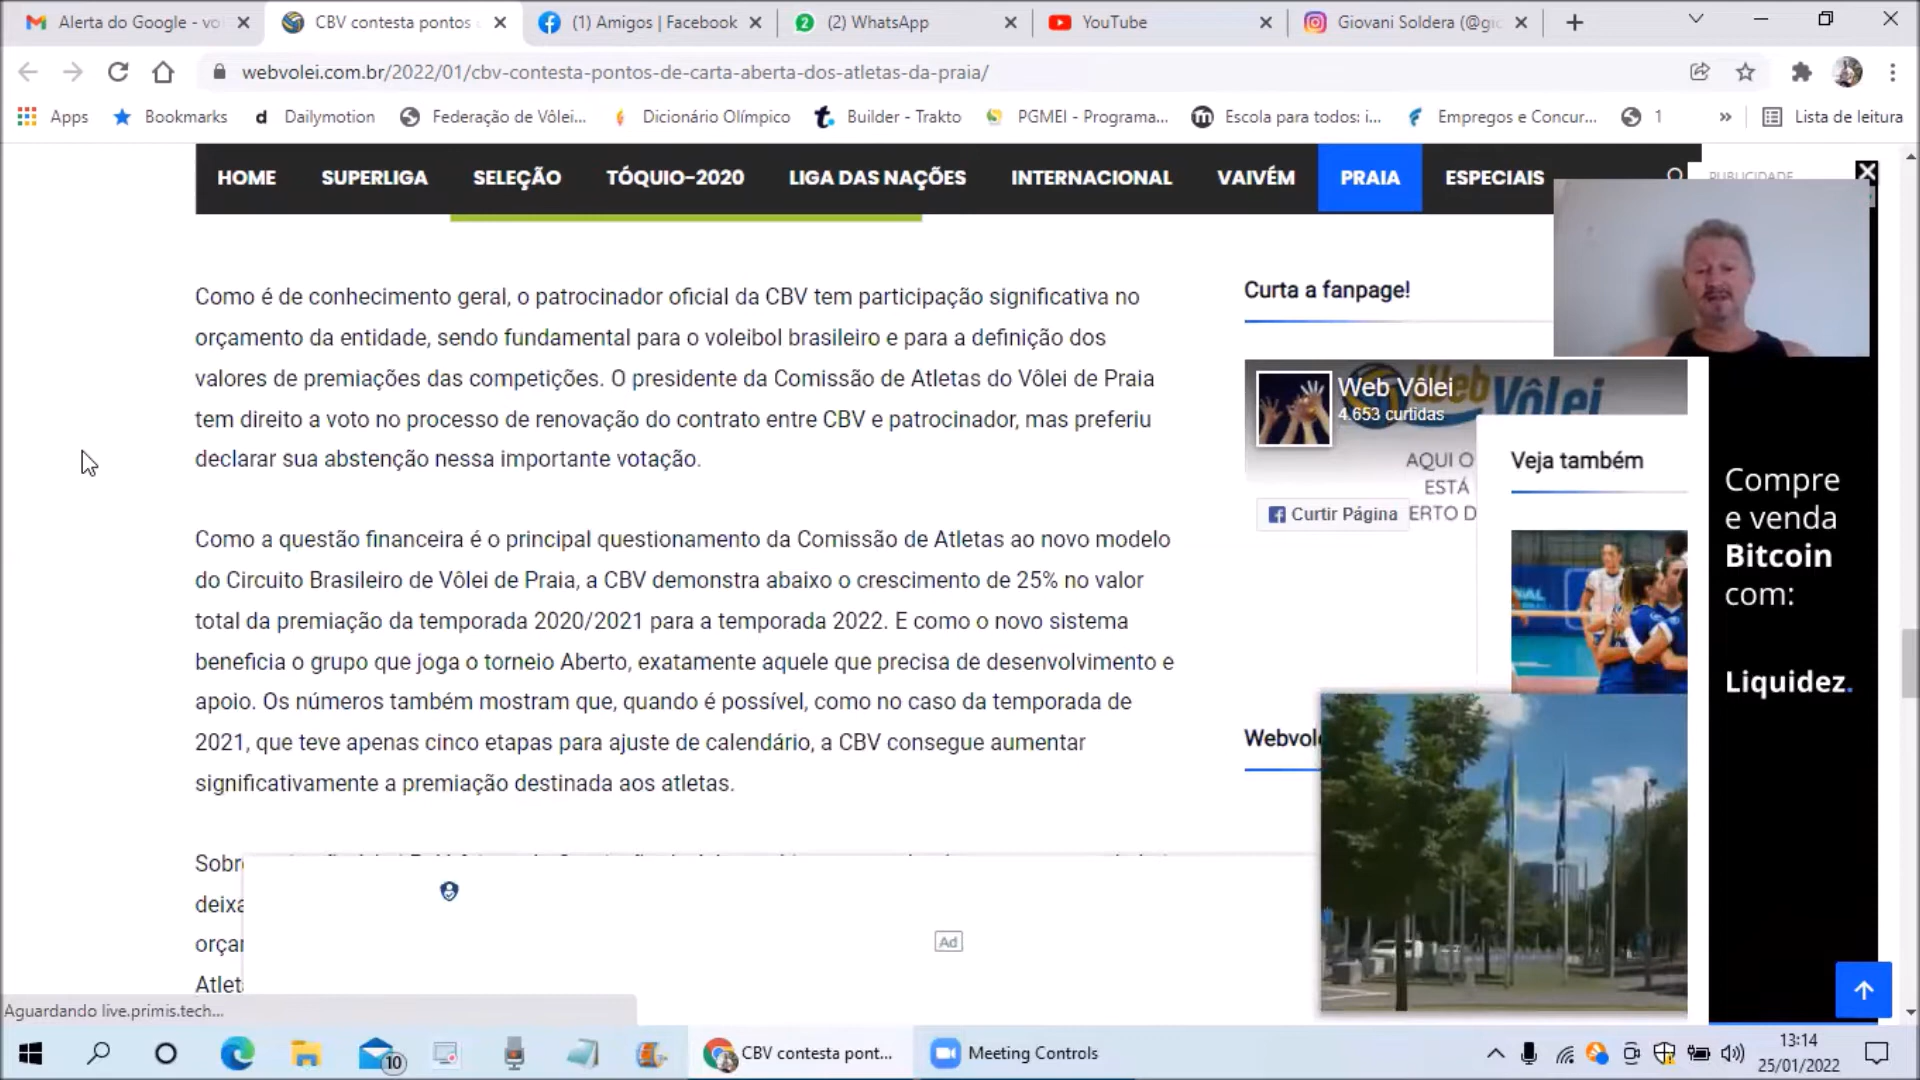 Alerta do Google - vo
CBV contesta pontos
(1) Amigos | Facebook
(2) WhatsApp
YouTube
Giovani Soldera (@gio
webvolei.com.br/2022/01/cbv-contesta-pontos-de-carta-aberta-dos-atletas-da-praia/
Apps
Bookmarks
Dailymotion
Federação de Vôlei...
Dicionário Olímpico
Builder - Trakto
PGMEI - Programa...
Escola para todos: i...
Empregos e Concur...
1
»
Lista de leitura
HOME SUPERLIGA SELEÇÃO TÓQUIO-2020 LIGA DAS NAÇÕES INTERNACIONAL VAIVÉM PRAIA ESPECIAIS
PUBLICIDADE
Como é de conhecimento geral, o patrocinador oficial da CBV tem participação significativa no
orçamento da entidade, sendo fundamental para o voleibol brasileiro e para a definição dos
valores de premiações das competições. O presidente da Comissão de Atletas do Vôlei de Praia
tem direito a voto no processo de renovação do contrato entre CBV e patrocinador, mas preferiu
declarar sua abstenção nessa importante votação.
Como a questão financeira é o principal questionamento da Comissão de Atletas ao novo modelo
do Circuito Brasileiro de Vôlei de Praia, a CBV demonstra abaixo o crescimento de 25% no valor
total da premiação da temporada 2020/2021 para a temporada 2022. E como o novo sistema
beneficia o grupo que joga o torneio Aberto, exatamente aquele que precisa de desenvolvimento e
apoio. Os números também mostram que, quando é possível, como no caso da temporada de
2021, que teve apenas cinco etapas para ajuste de calendário, a CBV consegue aumentar
significativamente a premiação destinada aos atletas.
Sobr
deixa
orçar
Atlet
Curta a fanpage!
Web Vôlei
4.653 curtidas
AQUI O
ESTÁ
ERTO D
Curtir Página
Veja também
Webvole
Compre
e venda
Bitcoin
com:
Liquidez.
Ad
Aguardando live.primis.tech...
10
CBV contesta pont...
Meeting Controls
13:14
25/01/2022